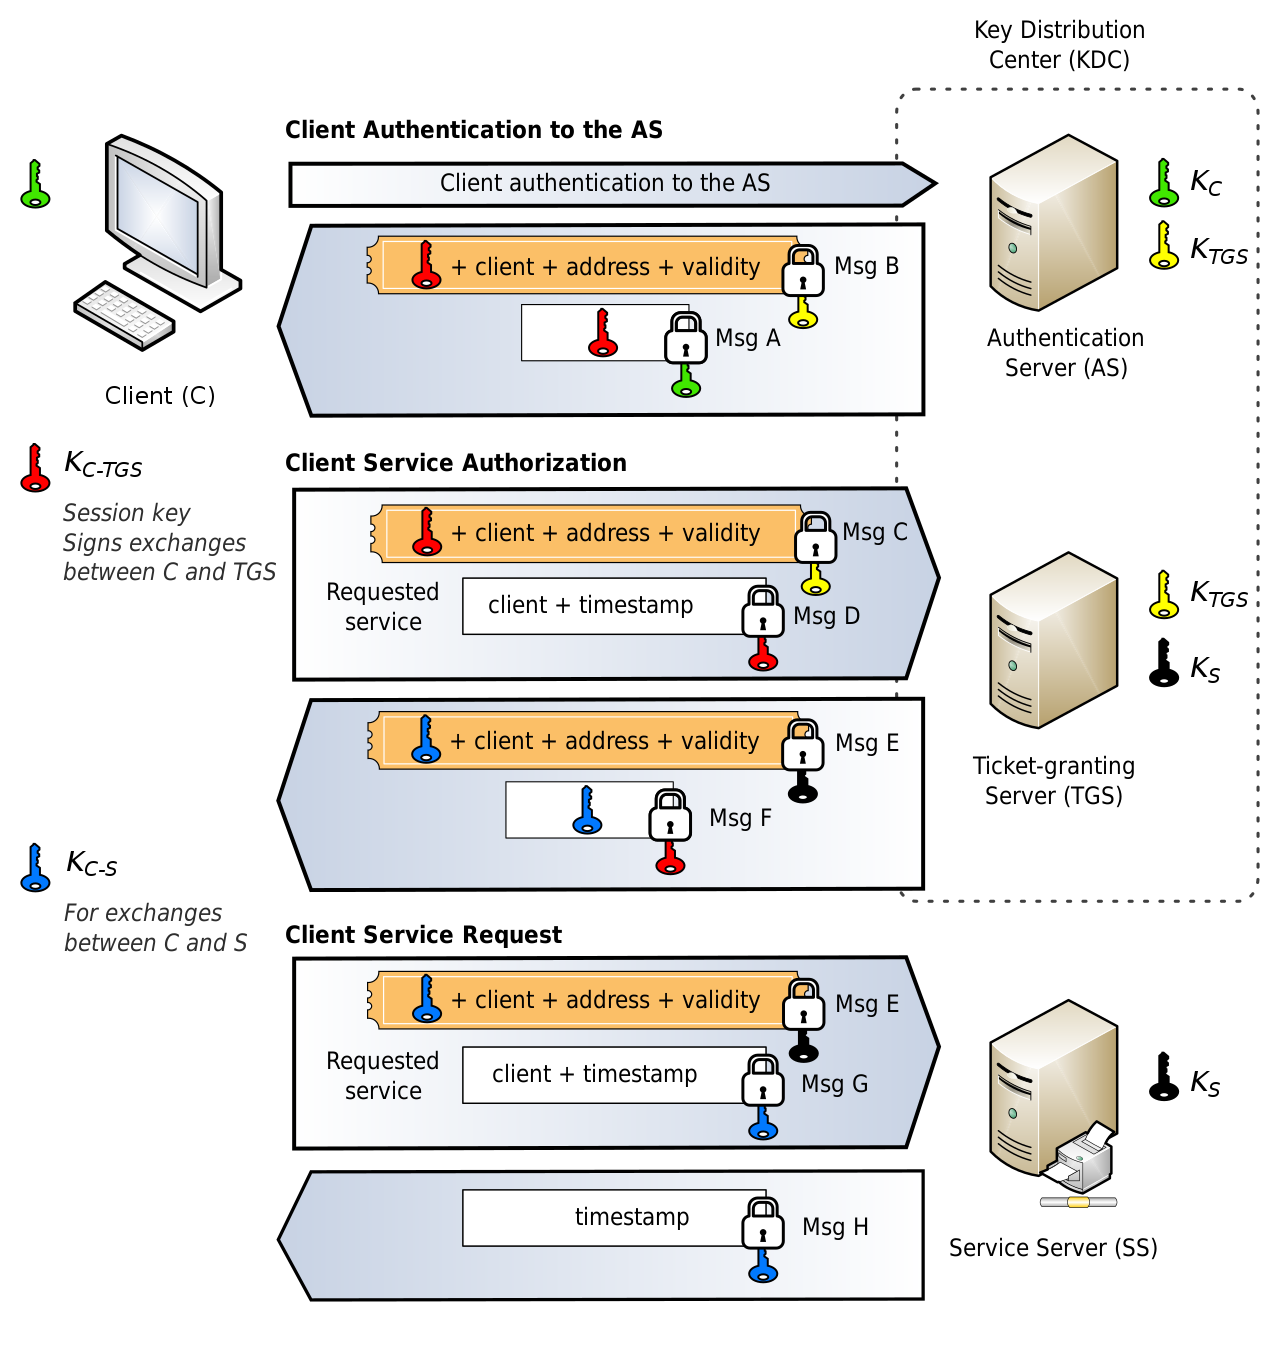 Key Distribution
Center (KDC)
Client Authentication to the AS
Client authentication to the AS
K_C
+ client + address + validity
Msg B
K_TGS
Msg A
Authentication
Server (AS)
Client (C)
K_C-TGS
Session key
Signs exchanges
between C and TGS
Client Service Authorization
+ client + address + validity
Msg C
Requested
service
client + timestamp
Msg D
K_TGS
K_S
+ client + address + validity
Msg E
Msg F
Ticket-granting
Server (TGS)
K_C-S
For exchanges
between C and S
Client Service Request
+ client + address + validity
Msg E
Requested
service
client + timestamp
Msg G
K_S
timestamp
Msg H
Service Server (SS)